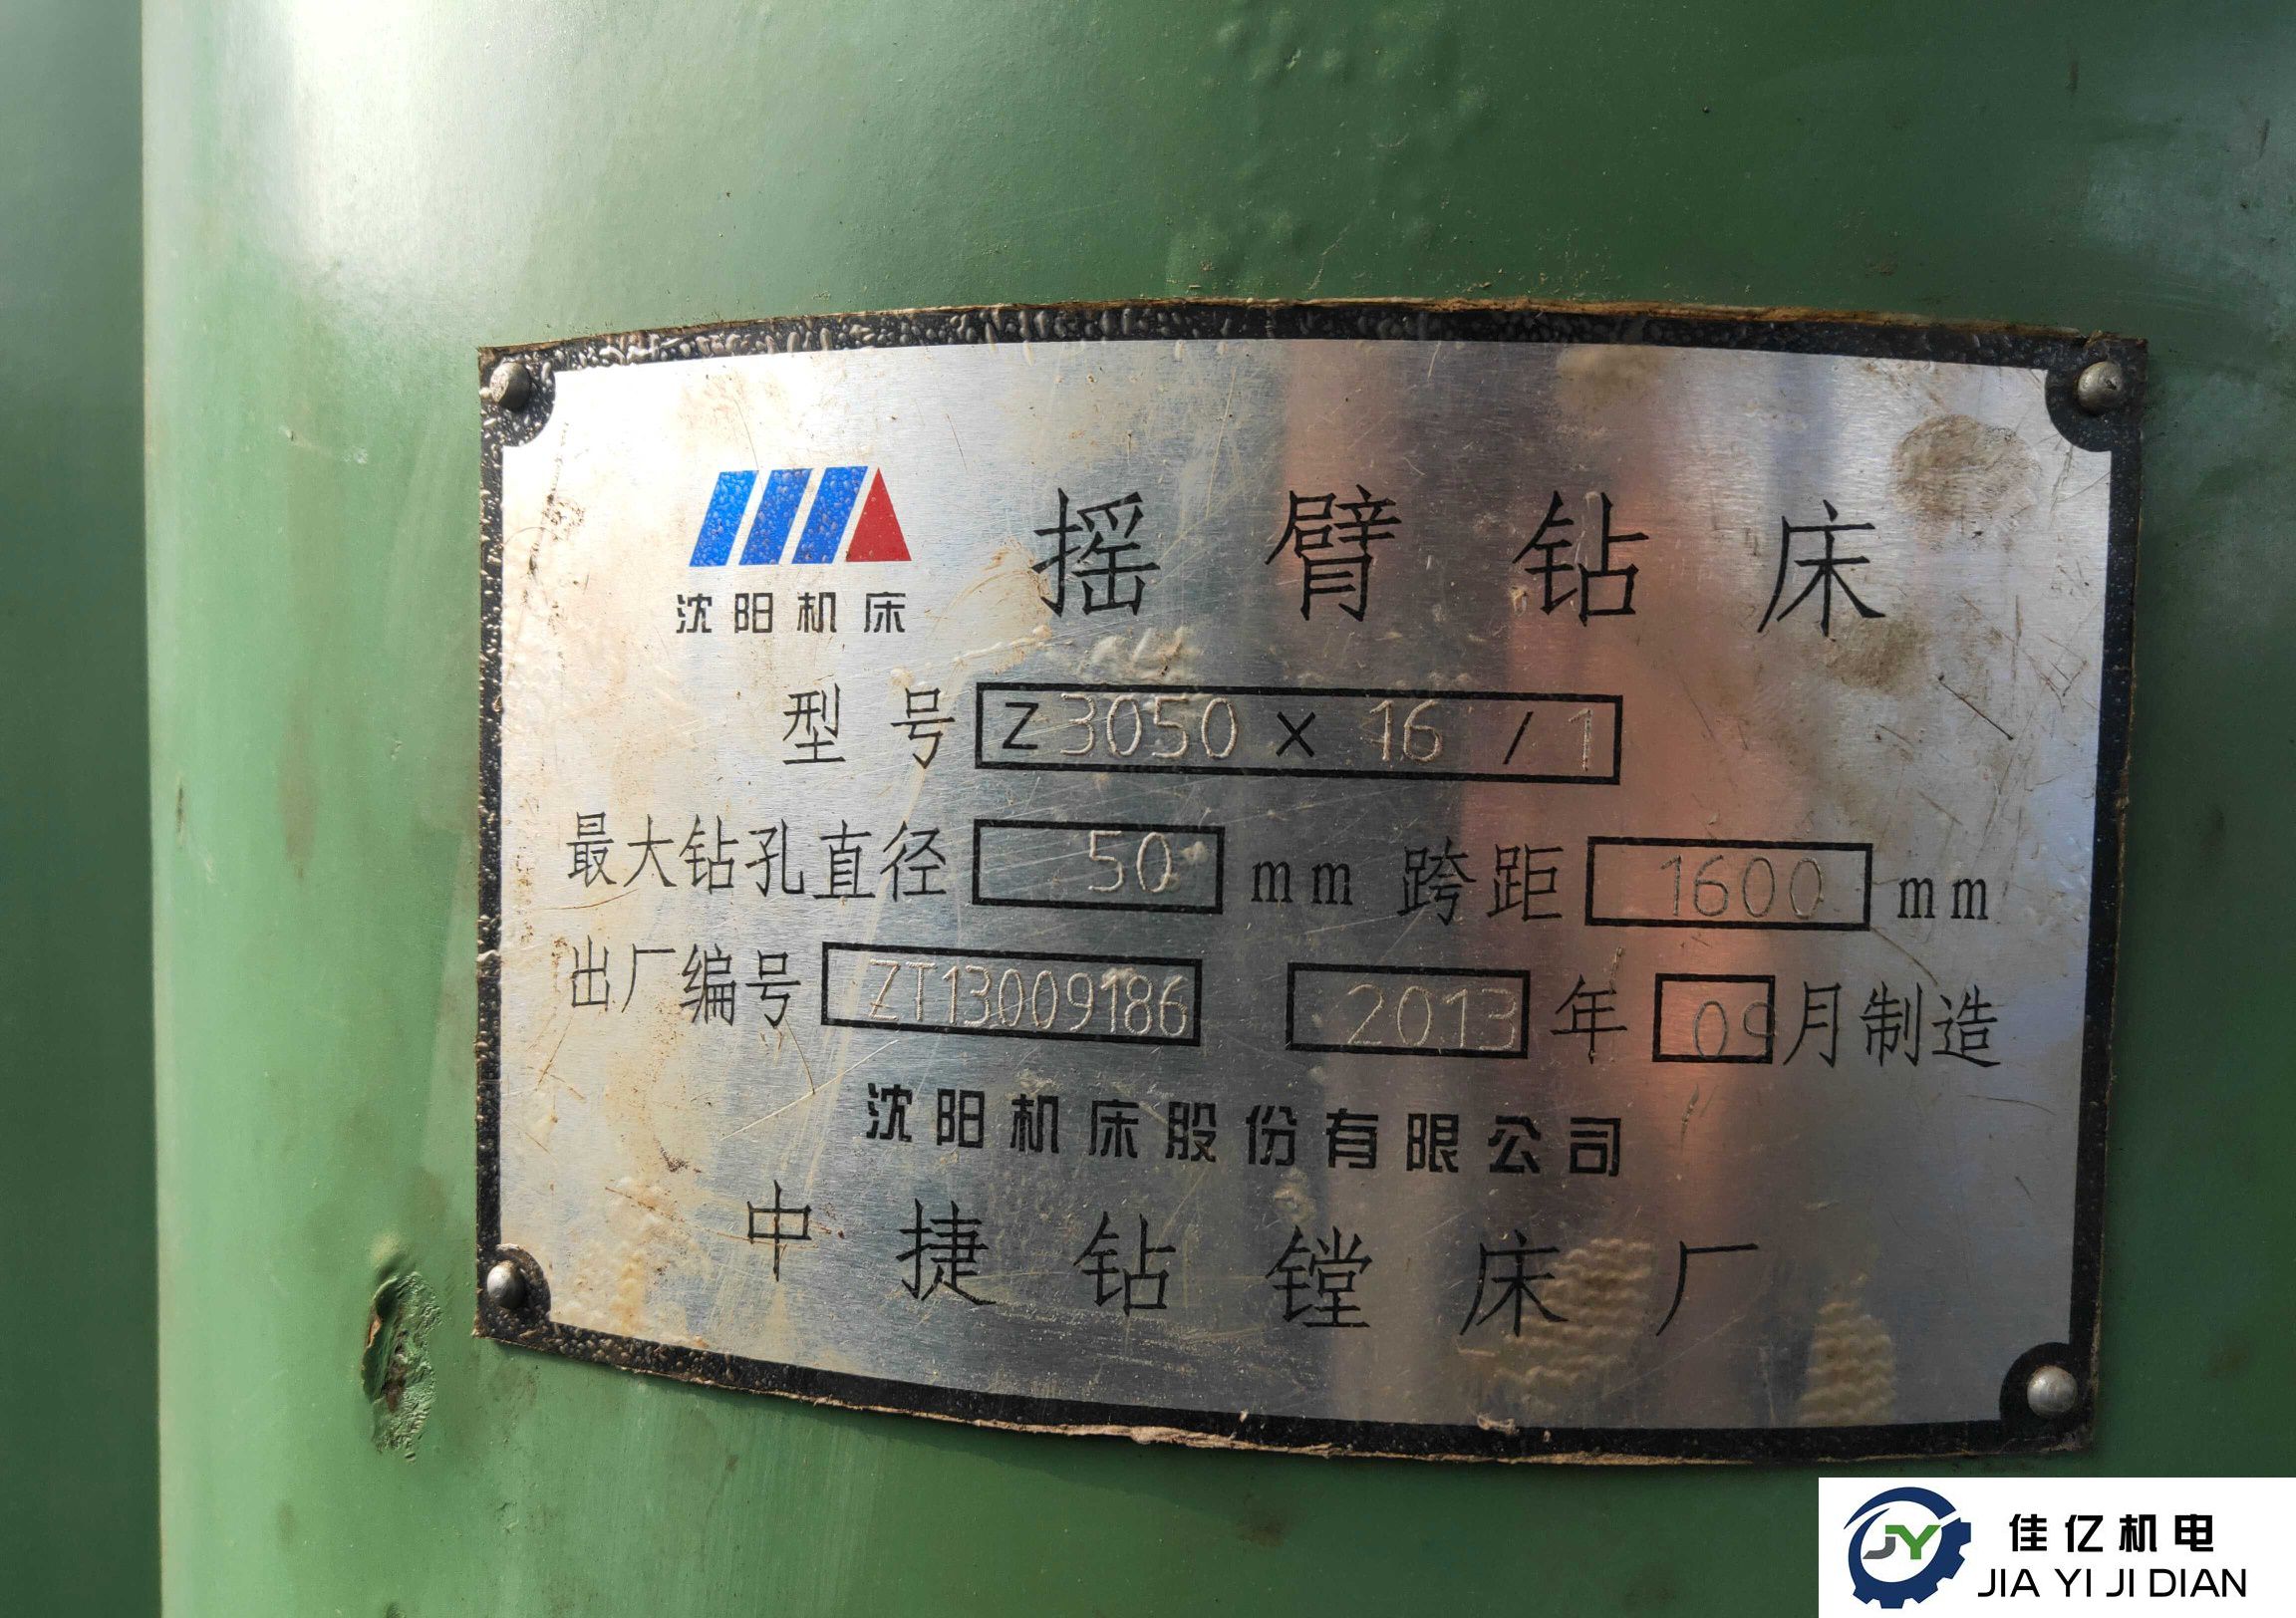 摇臂钻床
沈阳机床
型号 Z3050×16/1
最大钻孔直径 50 mm 跨距 1600 mm
出厂编号 ZT13009186 2013 年 09 月制造
沈阳机床股份有限公司
中捷钻镗床厂
JY
佳亿机电
JIA YI JI DIAN